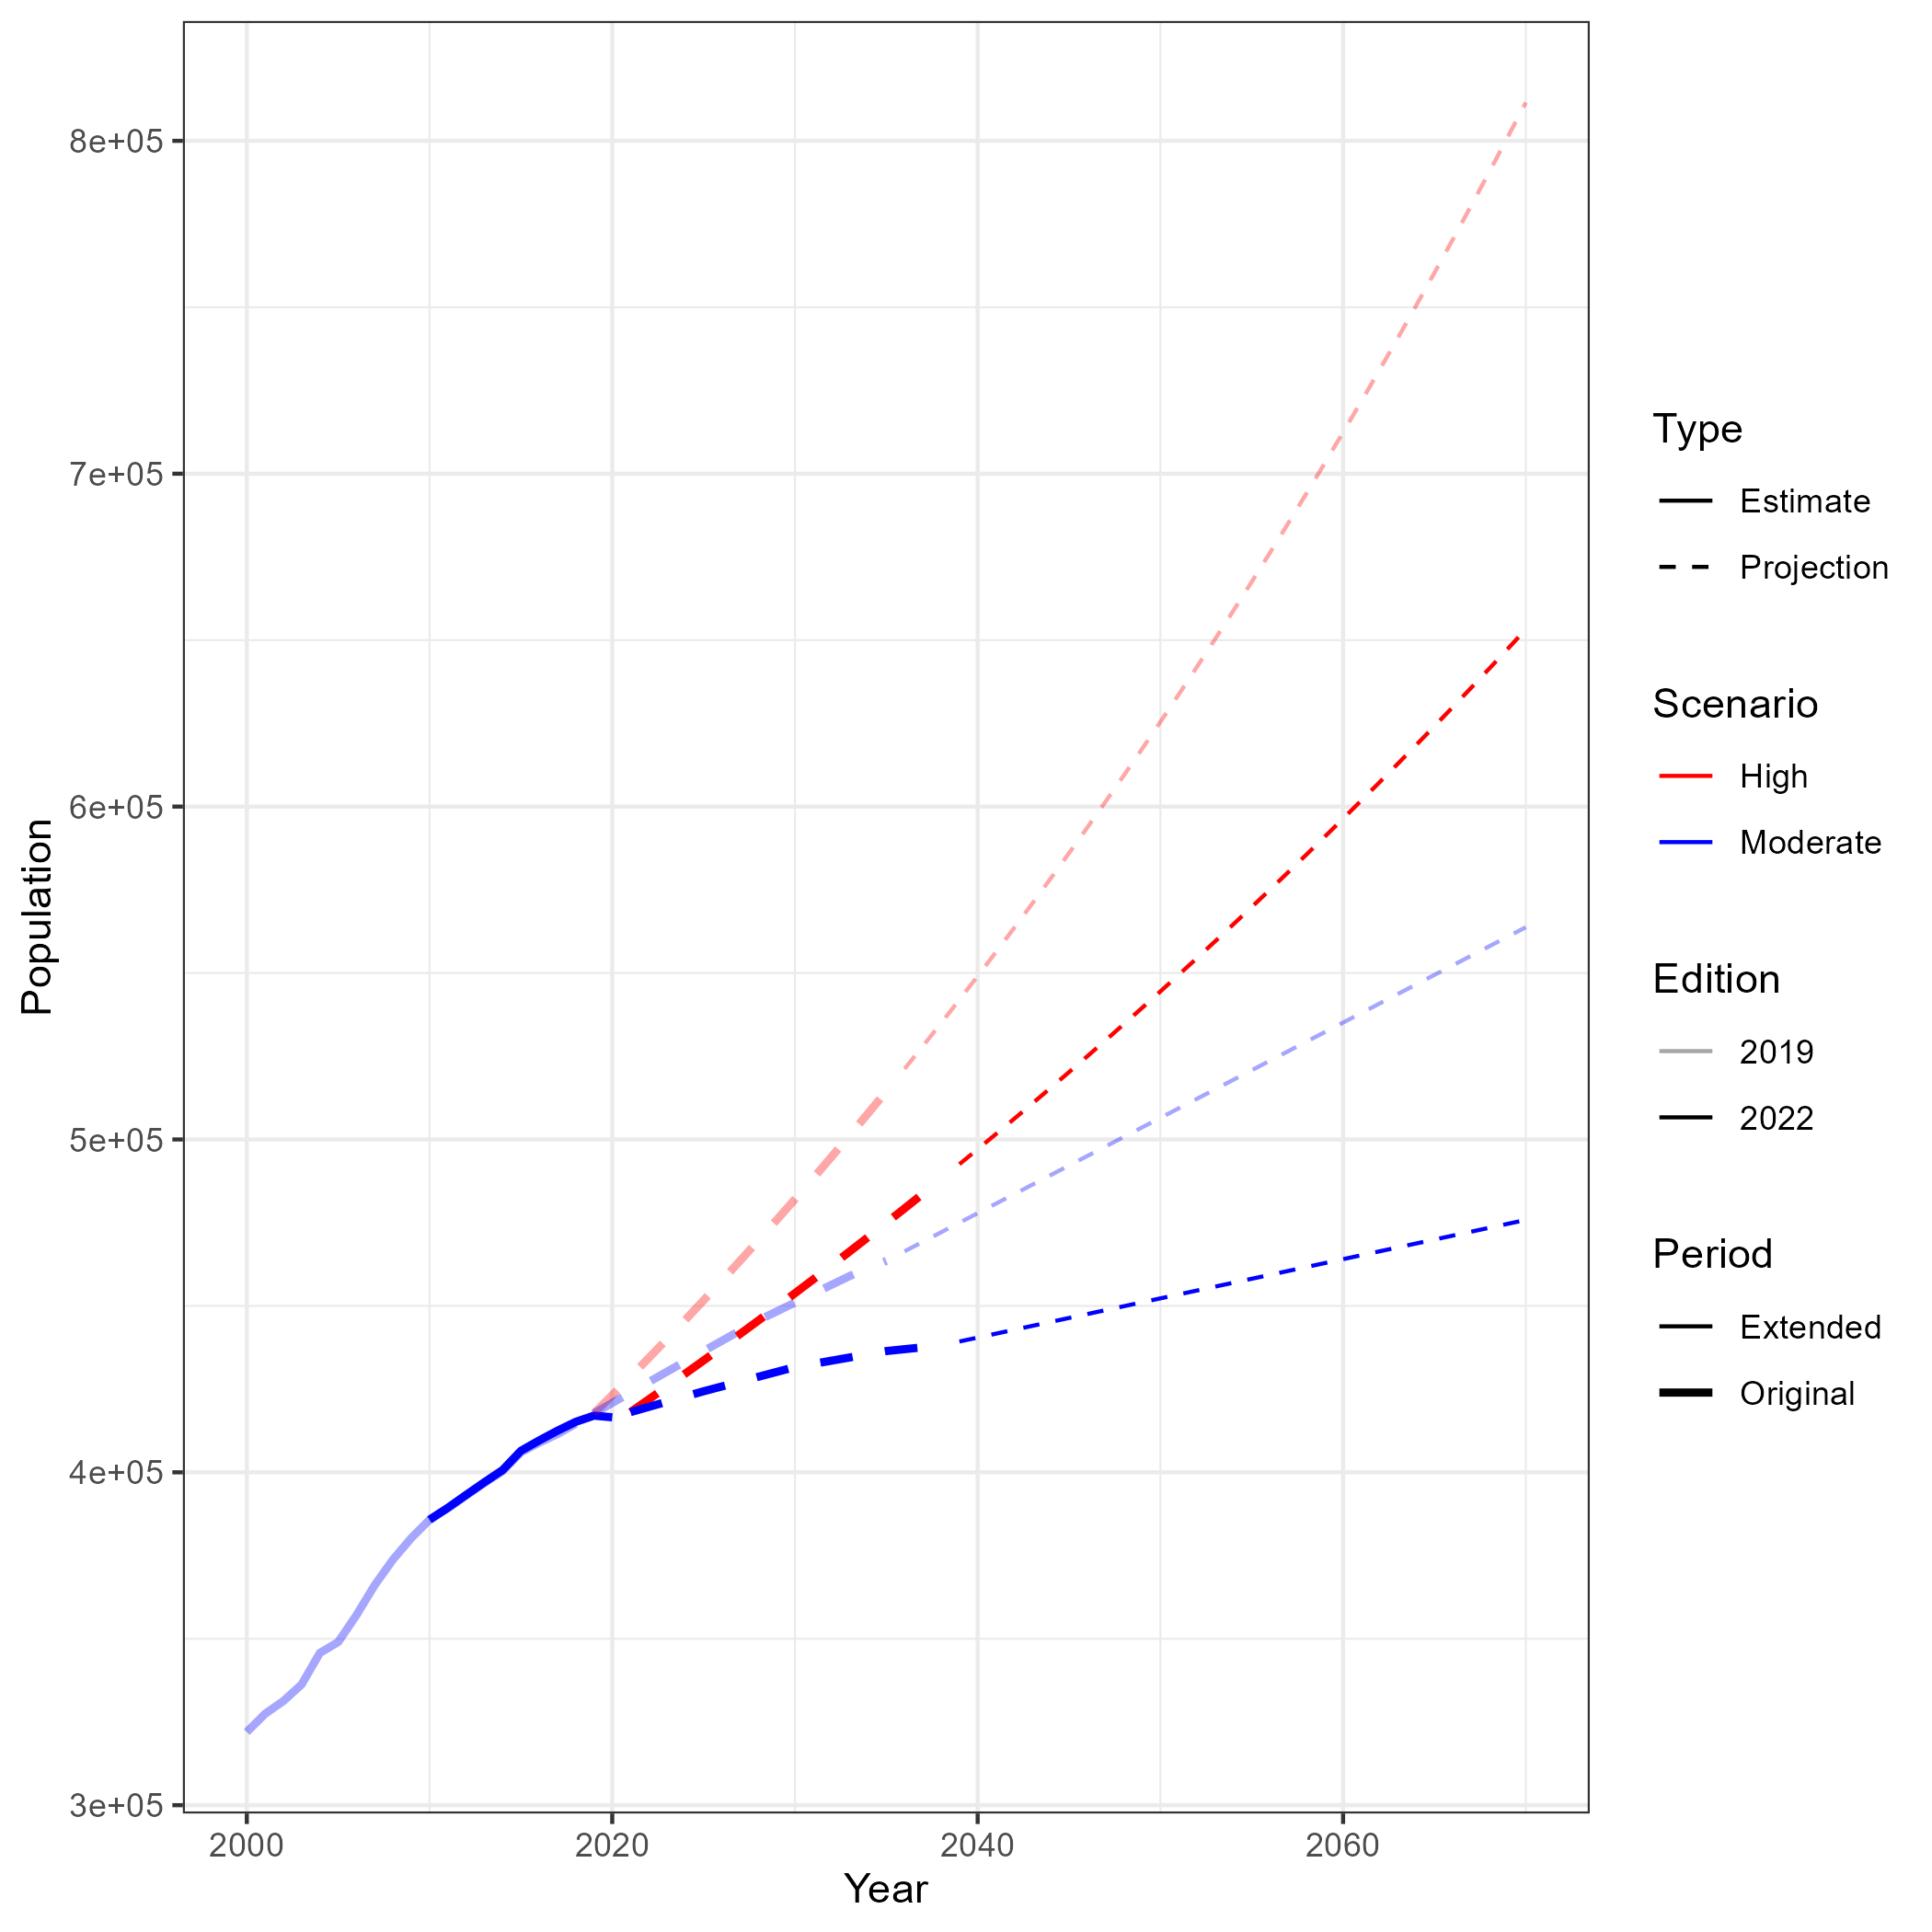 8e+05
7e+05
6e+05
5e+05
4e+05
3e+05
Population
2000
2020
2040
2060
Year
Type
Estimate
Projection
Scenario
High
Moderate
Edition
2019
2022
Period
Extended
Original